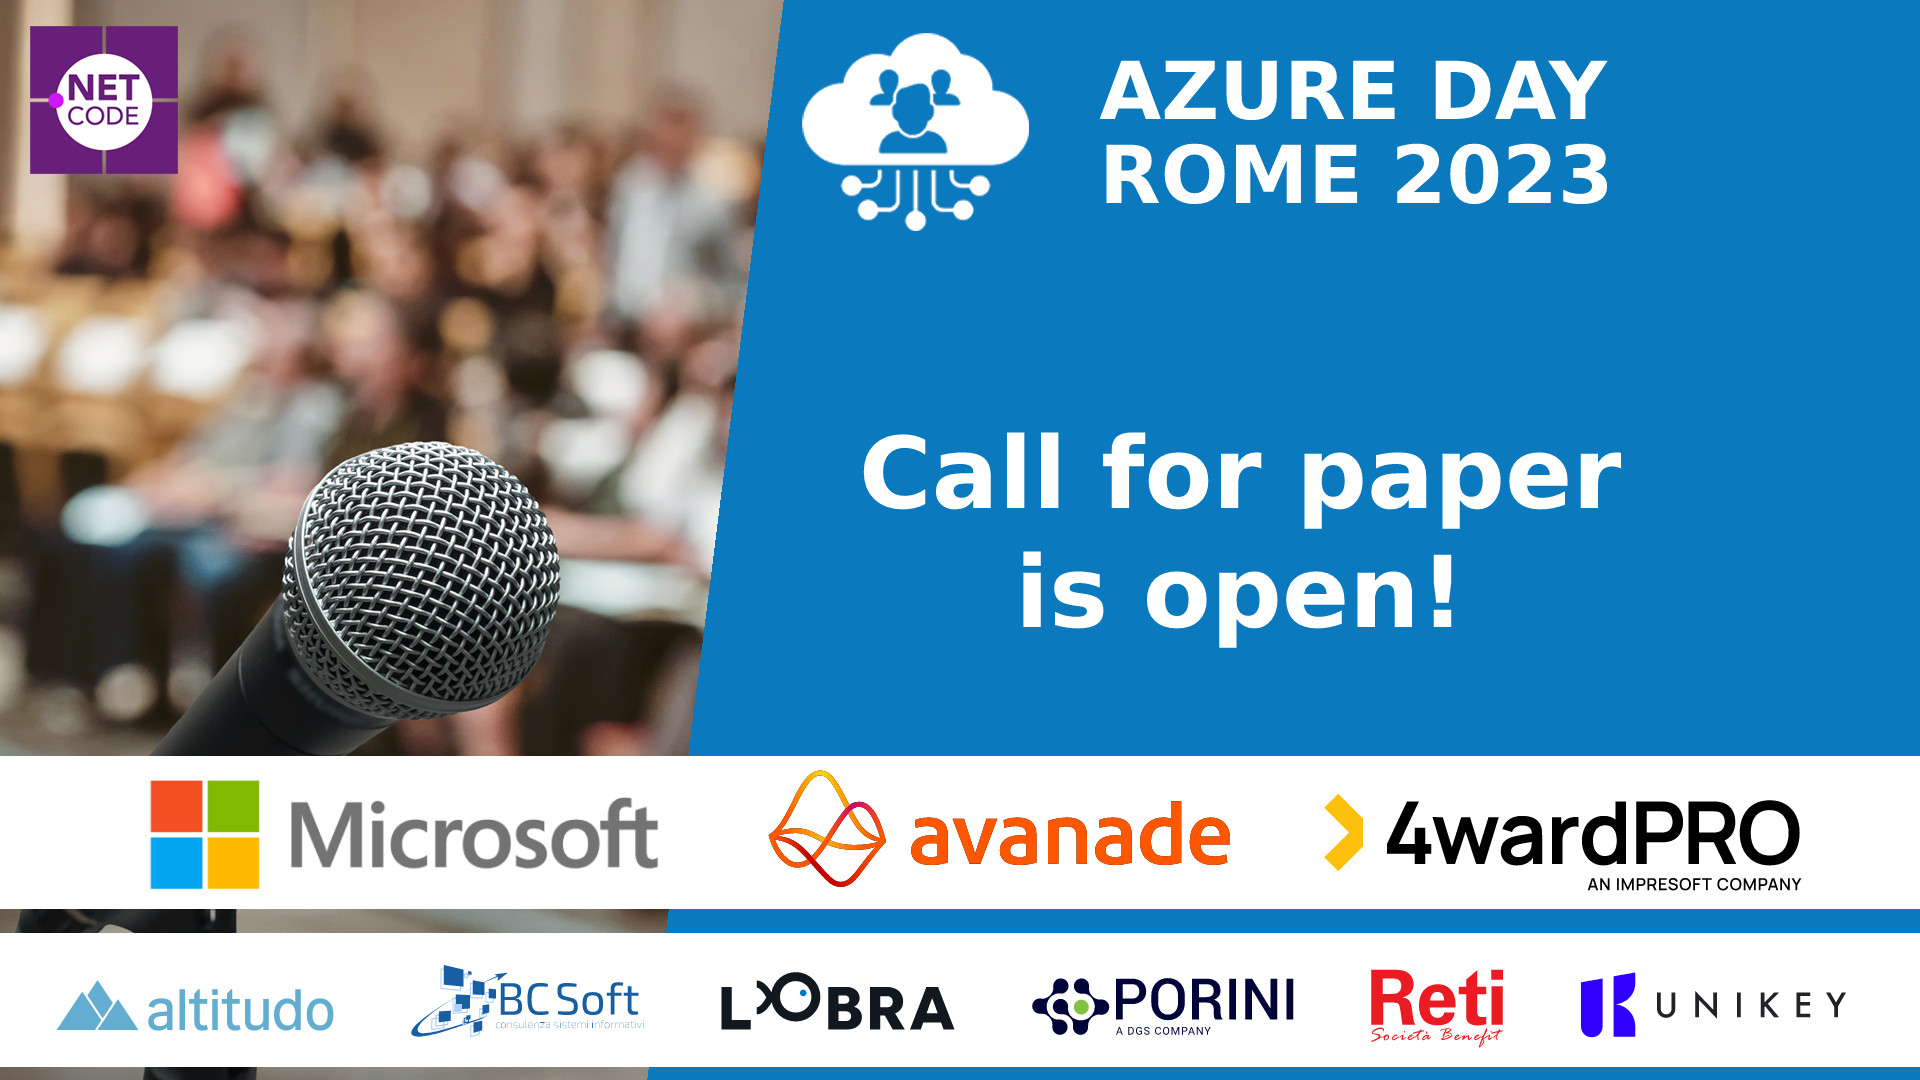 NET
CODE
AZURE DAY
ROME 2023
Call for paper
is open!
Microsoft
avanade
4wardPRO
AN IMPRESOFT COMPANY
altitudo
BC Soft
consulenza sistemi informativi
LOBRA
PORINI
A DGS COMPANY
Reti
Società Benefit
UNIKEY